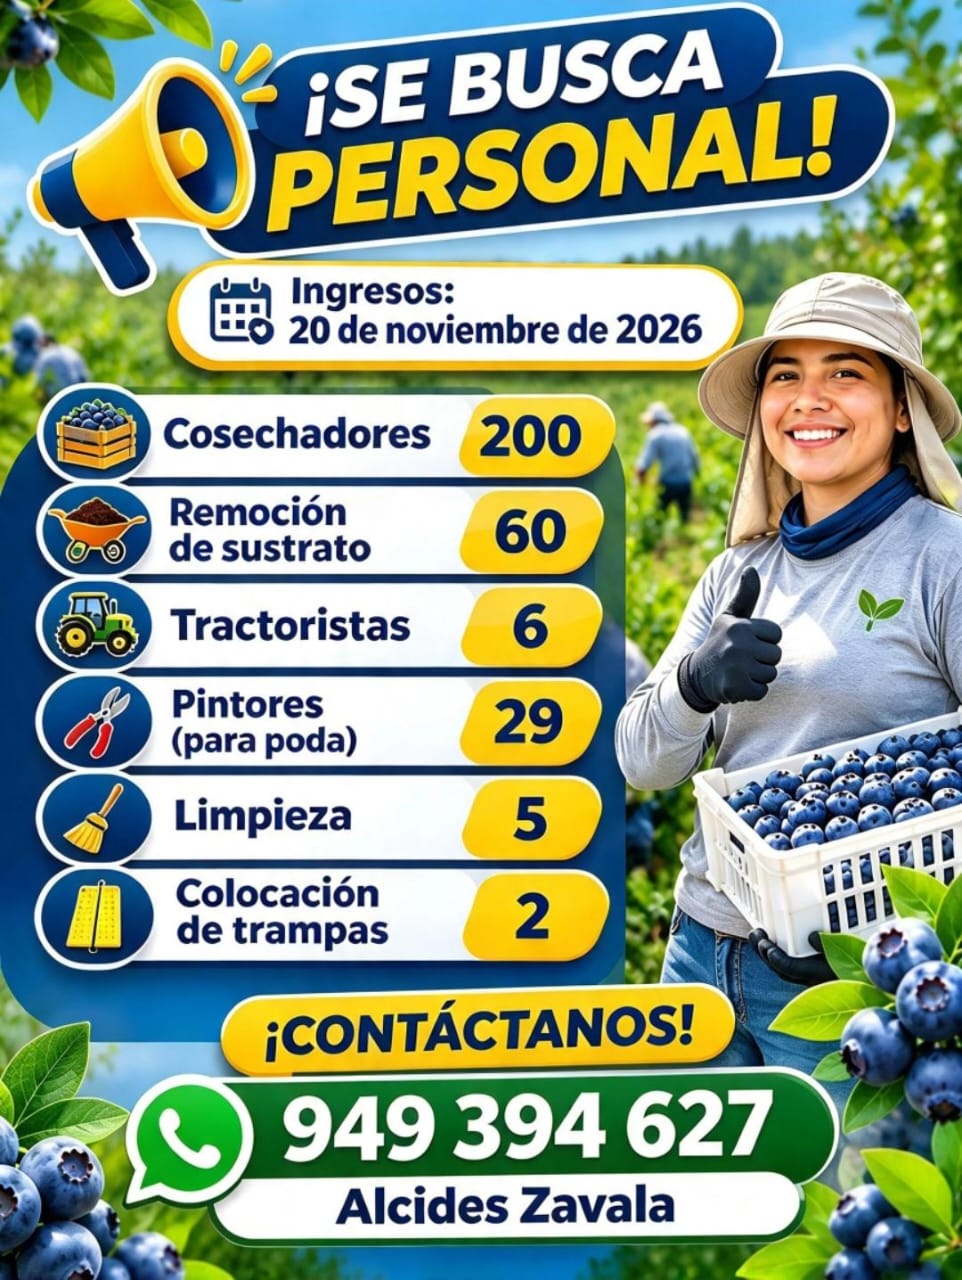 ¡SE BUSCA
PERSONAL!
Ingresos:
20 de noviembre de 2026
Cosechadores 200
Remoción
de sustrato 60
Tractoristas 6
Pintores
(para poda) 29
Limpieza 5
Colocación
de trampas 2
¡CONTÁCTANOS!
949 394 627
Alcides Zavala